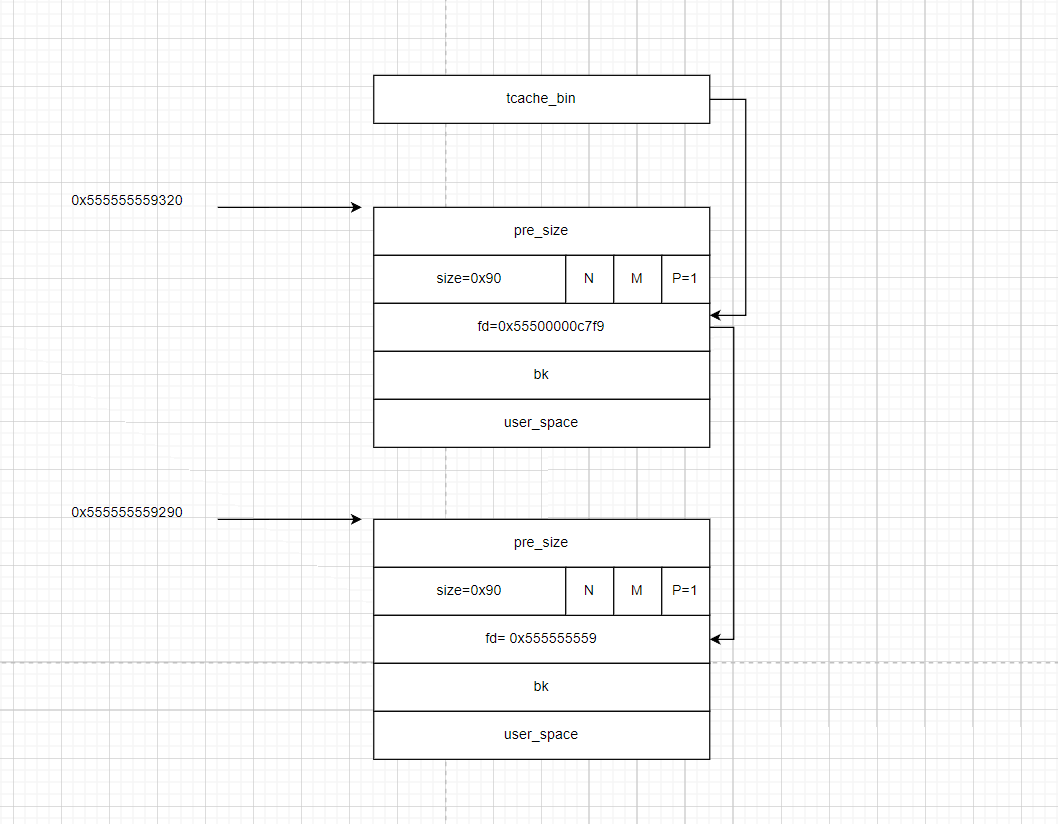 tcache_bin
0x555555559320
pre_size
size=0x90 N M P=1
fd=0x55500000c7f9
bk
user_space
0x555555559290
pre_size
size=0x90 N M P=1
fd= 0x555555559
bk
user_space